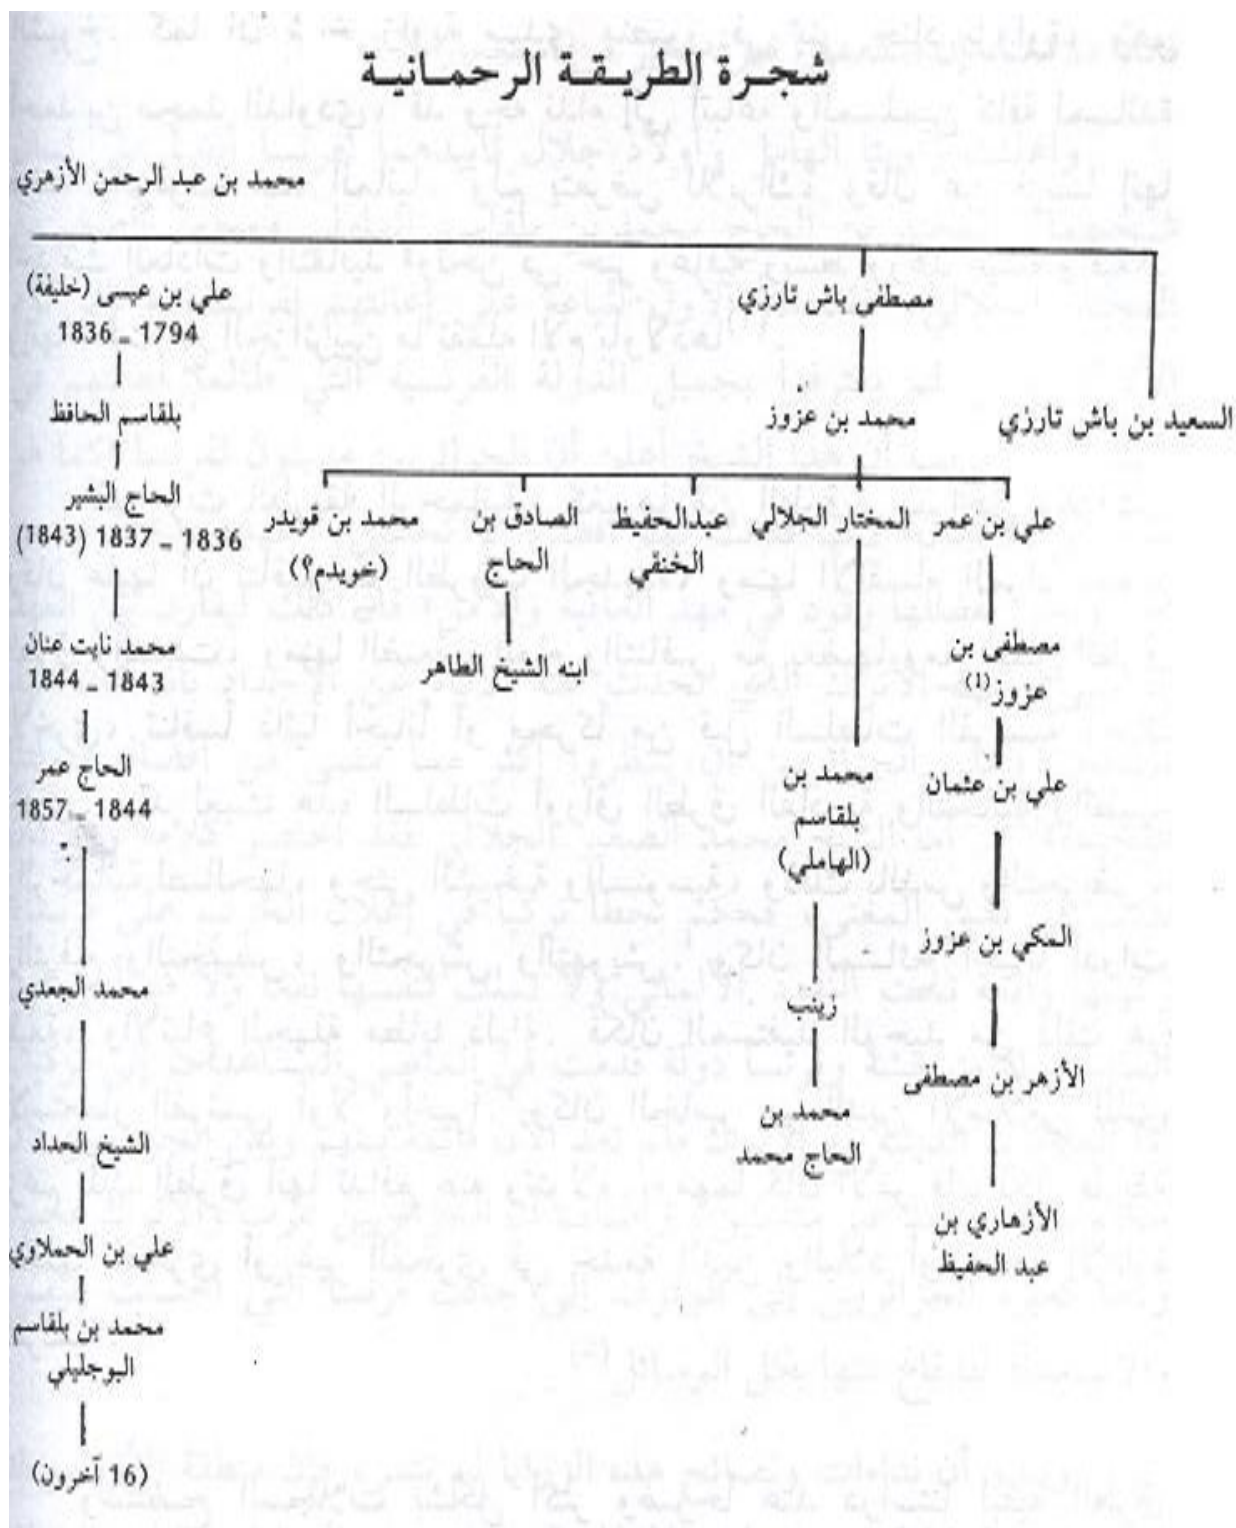 شجرة الطريقة الرحمانية
محمد بن عبد الرحمن الأزهري
السعيد بن باش تارزي
مصطفى باش تارزي
محمد بن عزوز
علي بن عمر
مصطفى بن
عزوز (1)
علي بن عثمان
المكي بن عزوز
الأزهر بن مصطفى
الأزهاري بن
عبد الحفيظ
المختار الجلالي
محمد بن
بلقاسم
(الهاملي)
زينب
محمد بن
الحاج محمد
عبدالحفيظ
الخنقي
الصادق بن
الحاج
ابنه الشيخ الطاهر
محمد بن قويدر
(خويدم؟)
علي بن عيسى (خليفة)
1794 - 1836
بلقاسم الحافظ
الحاج البشير
1836 - 1837 (1843)
محمد نايت عنان
1843 - 1844
الحاج عمر
1844 - 1857
محمد الجعدي
الشيخ الحداد
علي بن الحملاوي
محمد بن بلقاسم
البوجليلي
(16 آخرون)